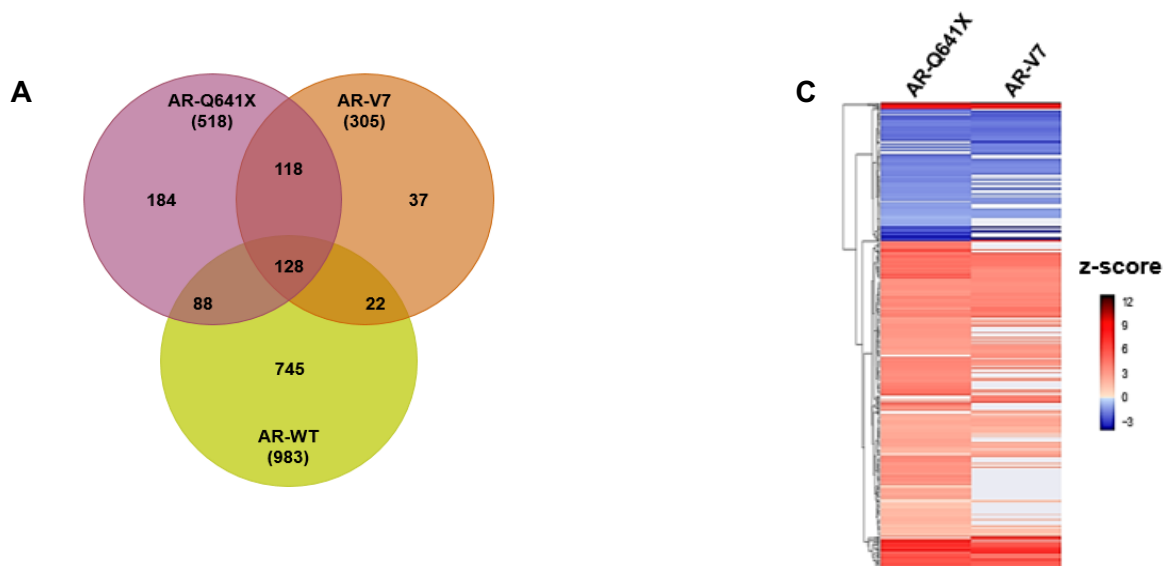 A
AR-Q641X
(518)
AR-V7
(305)
118
184
37
128
88
22
745
AR-WT
(983)
C
AR-Q641X
AR-V7
z-score
12
9
6
3
0
−3